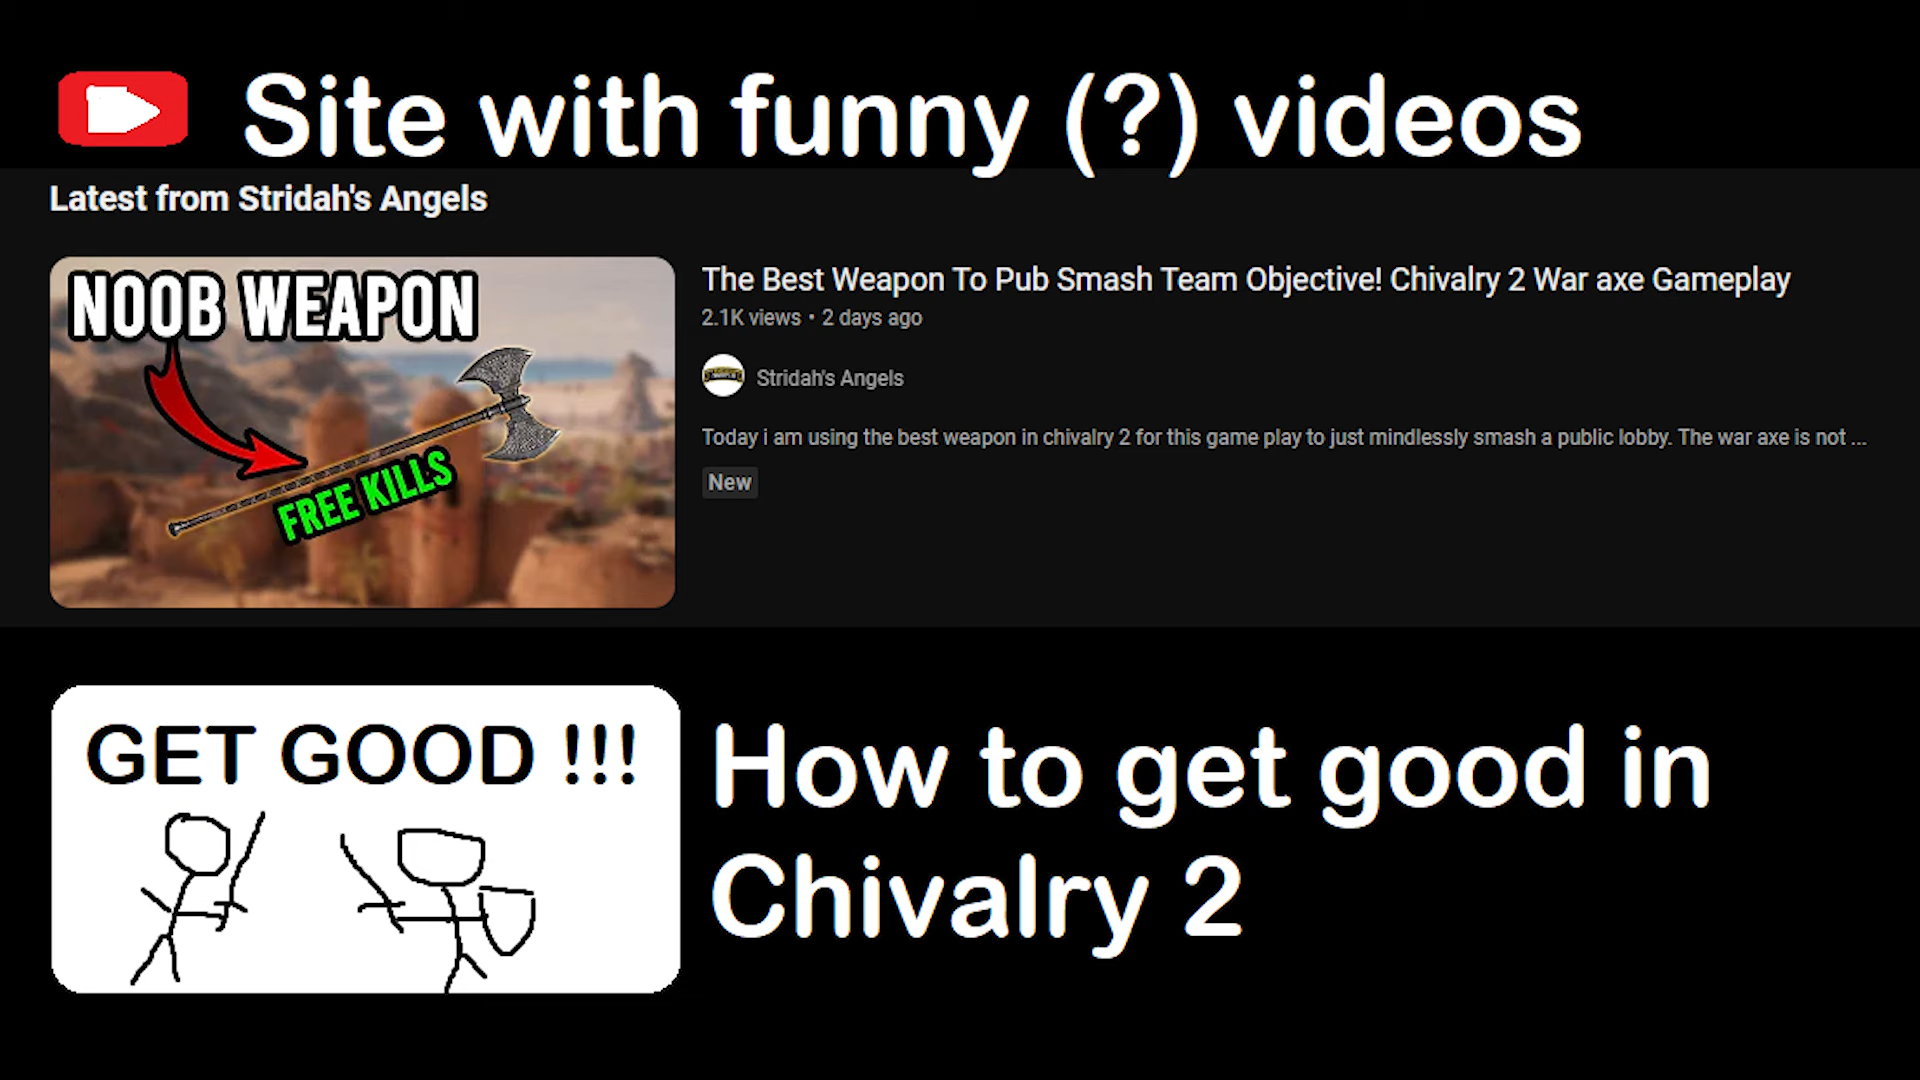 Site with funny (?) videos
Latest from Stridah's Angels
NOOB WEAPON
FREE KILLS
The Best Weapon To Pub Smash Team Objective! Chivalry 2 War axe Gameplay
2.1K views • 2 days ago
Stridah's Angels
Today i am using the best weapon in chivalry 2 for this game play to just mindlessly smash a public lobby. The war axe is not ...
New
GET GOOD !!!
How to get good in
Chivalry 2